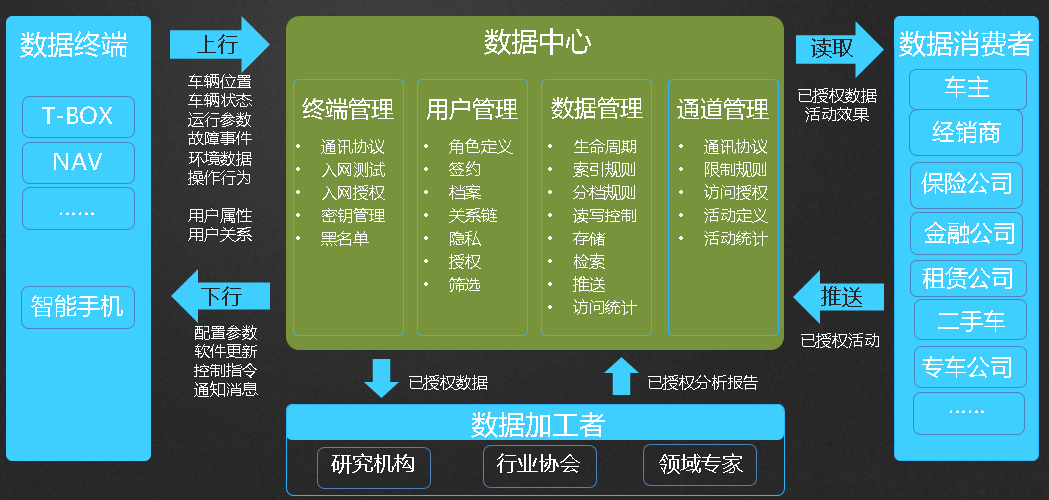 数据终端
T-BOX
NAV
······
智能手机
上行
车辆位置
车辆状态
运行参数
故障事件
环境数据
操作行为
用户属性
用户关系
下行
配置参数
软件更新
控制指令
通知消息
数据中心
终端管理
• 通讯协议
• 入网测试
• 入网授权
• 密钥管理
• 黑名单
用户管理
• 角色定义
• 签约
• 档案
• 关系链
• 隐私
• 授权
• 筛选
数据管理
• 生命周期
• 索引规则
• 分档规则
• 读写控制
• 存储
• 检索
• 推送
• 访问统计
通道管理
• 通讯协议
• 限制规则
• 访问授权
• 活动定义
• 活动统计
读取
已授权数据
活动效果
推送
已授权活动
数据消费者
车主
经销商
保险公司
金融公司
租赁公司
二手车
专车公司
······
已授权数据
已授权分析报告
数据加工者
研究机构
行业协会
领域专家